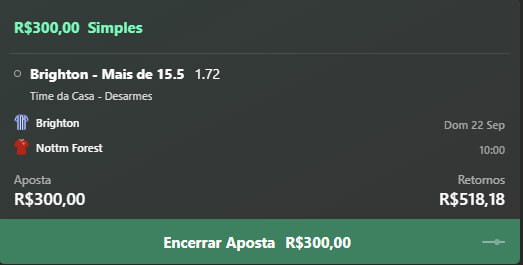 R$300,00 Simples
Brighton - Mais de 15.5 1.72
Time da Casa - Desarmes
Brighton
Dom 22 Sep
Nottm Forest
10:00
Aposta
Retornos
R$300,00
R$518,18
Encerrar Aposta R$300,00